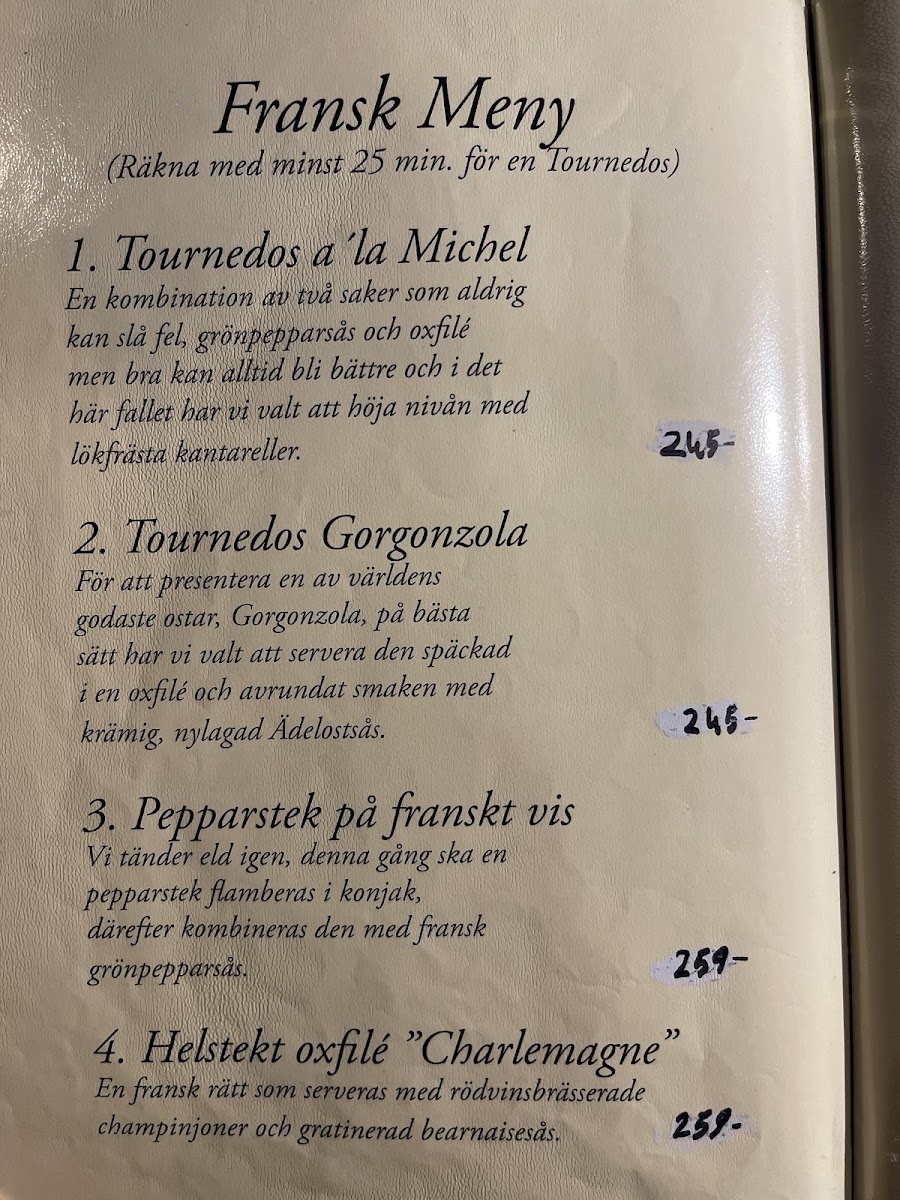 Fransk Meny
(Räkna med minst 25 min. för en Tournedos)
1. Tournedos a´la Michel
En kombination av två saker som aldrig
kan slå fel, grönpepparsås och oxfilé
men bra kan alltid bli bättre och i det
här fallet har vi valt att höja nivån med
lökfrästa kantareller.
245-
2. Tournedos Gorgonzola
För att presentera en av världens
godaste ostar, Gorgonzola, på bästa
sätt har vi valt att servera den späckad
i en oxfilé och avrundat smaken med
krämig, nylagad Ädelostsås.
245-
3. Pepparstek på franskt vis
Vi tänder eld igen, denna gång ska en
pepparstek flamberas i konjak,
därefter kombineras den med fransk
grönpepparsås.
259-
4. Helstekt oxfilé ”Charlemagne”
En fransk rätt som serveras med rödvinsbrässerade
champinjoner och gratinerad bearnaisesås.
259-